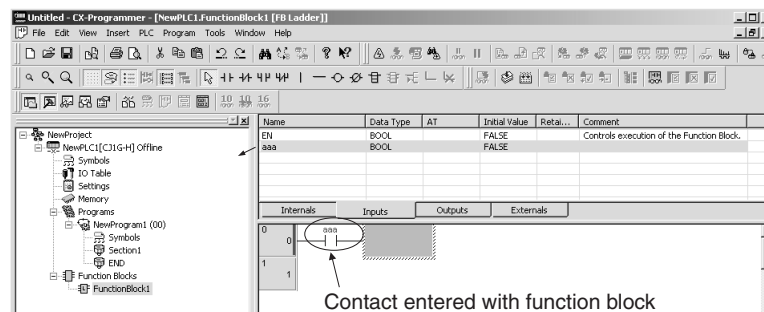 Untitled - CX-Programmer - [NewPLC1.FunctionBlock1 [FB Ladder]]
File Edit View Insert PLC Program Tools Window Help
10 10 16
Name Data Type AT Initial Value Retai... Comment
EN BOOL FALSE Controls execution of the Function Block.
aaa BOOL FALSE
NewProject
NewPLC1[CJ1G-H] Offline
Symbols
IO Table
Settings
Memory
Programs
NewProgram1 (00)
Symbols
Section1
END
Function Blocks
FunctionBlock1
Internals Inputs Outputs Externals
0 0 aaa
1 1
Contact entered with function block